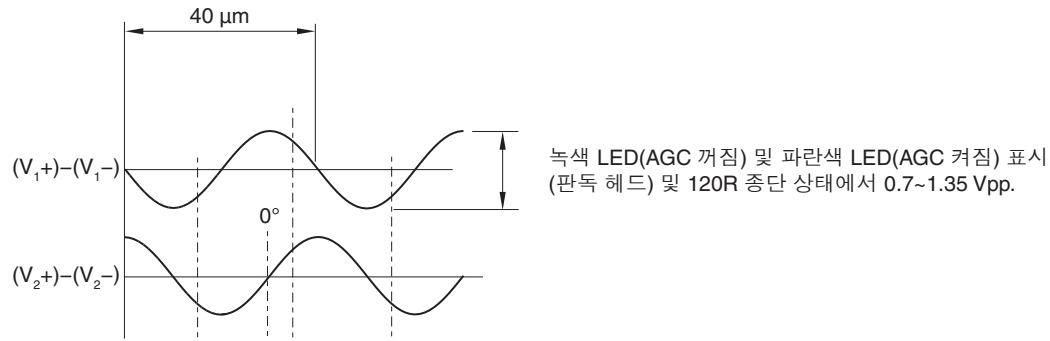 40 µm
(V₁+)–(V₁–)
녹색 LED(AGC 꺼짐) 및 파란색 LED(AGC 켜짐) 표시
(판독 헤드) 및 120R 종단 상태에서 0.7~1.35 Vpp.
0°
(V₂+)–(V₂–)